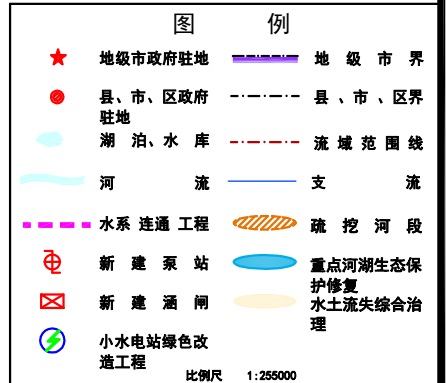 图 例
地级市政府驻地 地级市界
县、市、区政府
驻地
县、市、区界
湖泊、水库 流域范围线
河流 支流
水系连通工程 疏挖河段
新建泵站 重点河湖生态保
护修复
新建涵闸 水土流失综合治
理
小水电站绿色改
造工程
比例尺 1:255000